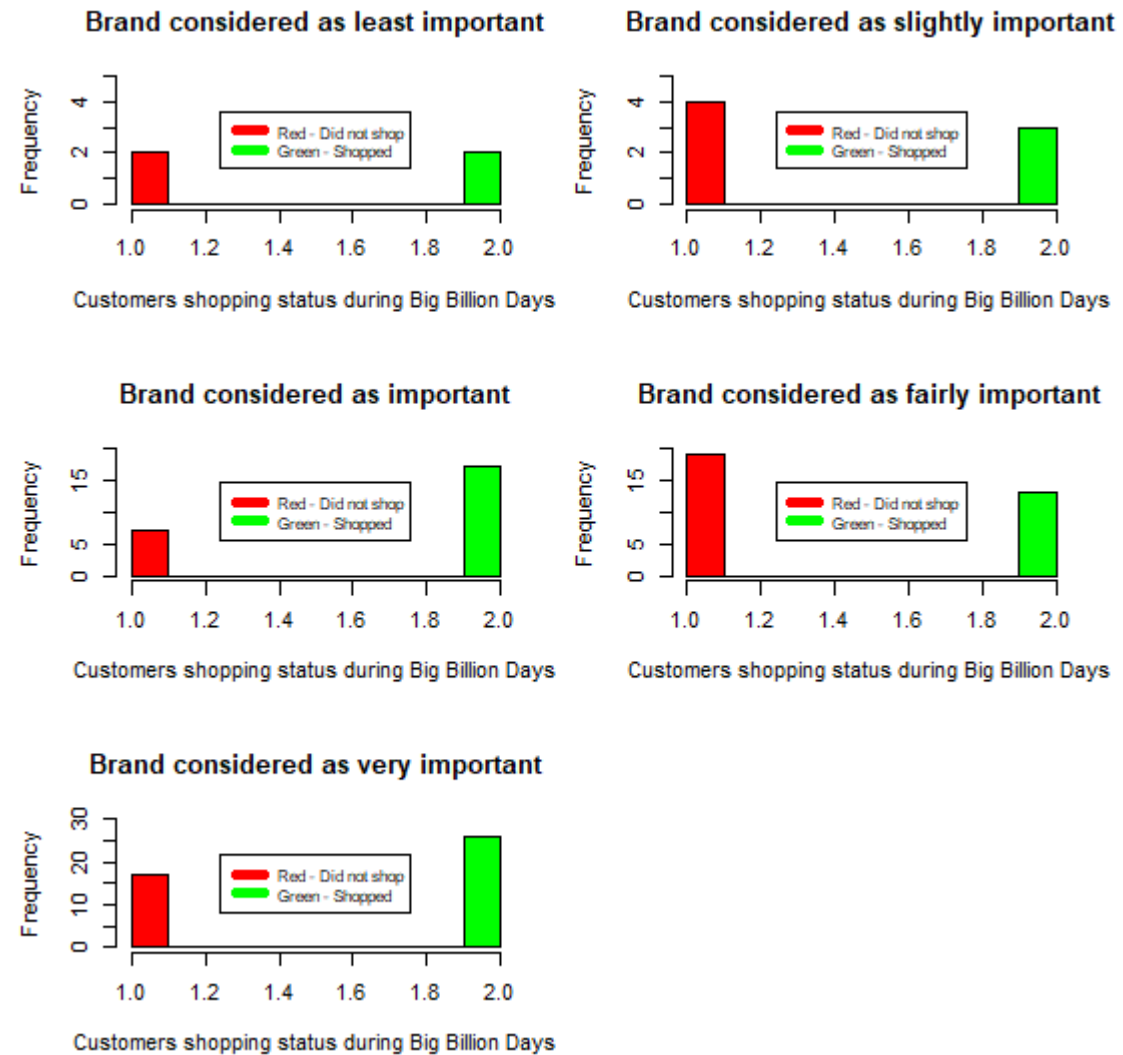 Brand considered as least important
Frequency
4
2
0
Red - Did not shop
Green - Shopped
1.0 1.2 1.4 1.6 1.8 2.0
Customers shopping status during Big Billion Days
Brand considered as slightly important
Frequency
4
2
0
Red - Did not shop
Green - Shopped
1.0 1.2 1.4 1.6 1.8 2.0
Customers shopping status during Big Billion Days
Brand considered as important
Frequency
15
5
0
Red - Did not shop
Green - Shopped
1.0 1.2 1.4 1.6 1.8 2.0
Customers shopping status during Big Billion Days
Brand considered as fairly important
Frequency
15
5
0
Red - Did not shop
Green - Shopped
1.0 1.2 1.4 1.6 1.8 2.0
Customers shopping status during Big Billion Days
Brand considered as very important
Frequency
30
20
10
0
Red - Did not shop
Green - Shopped
1.0 1.2 1.4 1.6 1.8 2.0
Customers shopping status during Big Billion Days